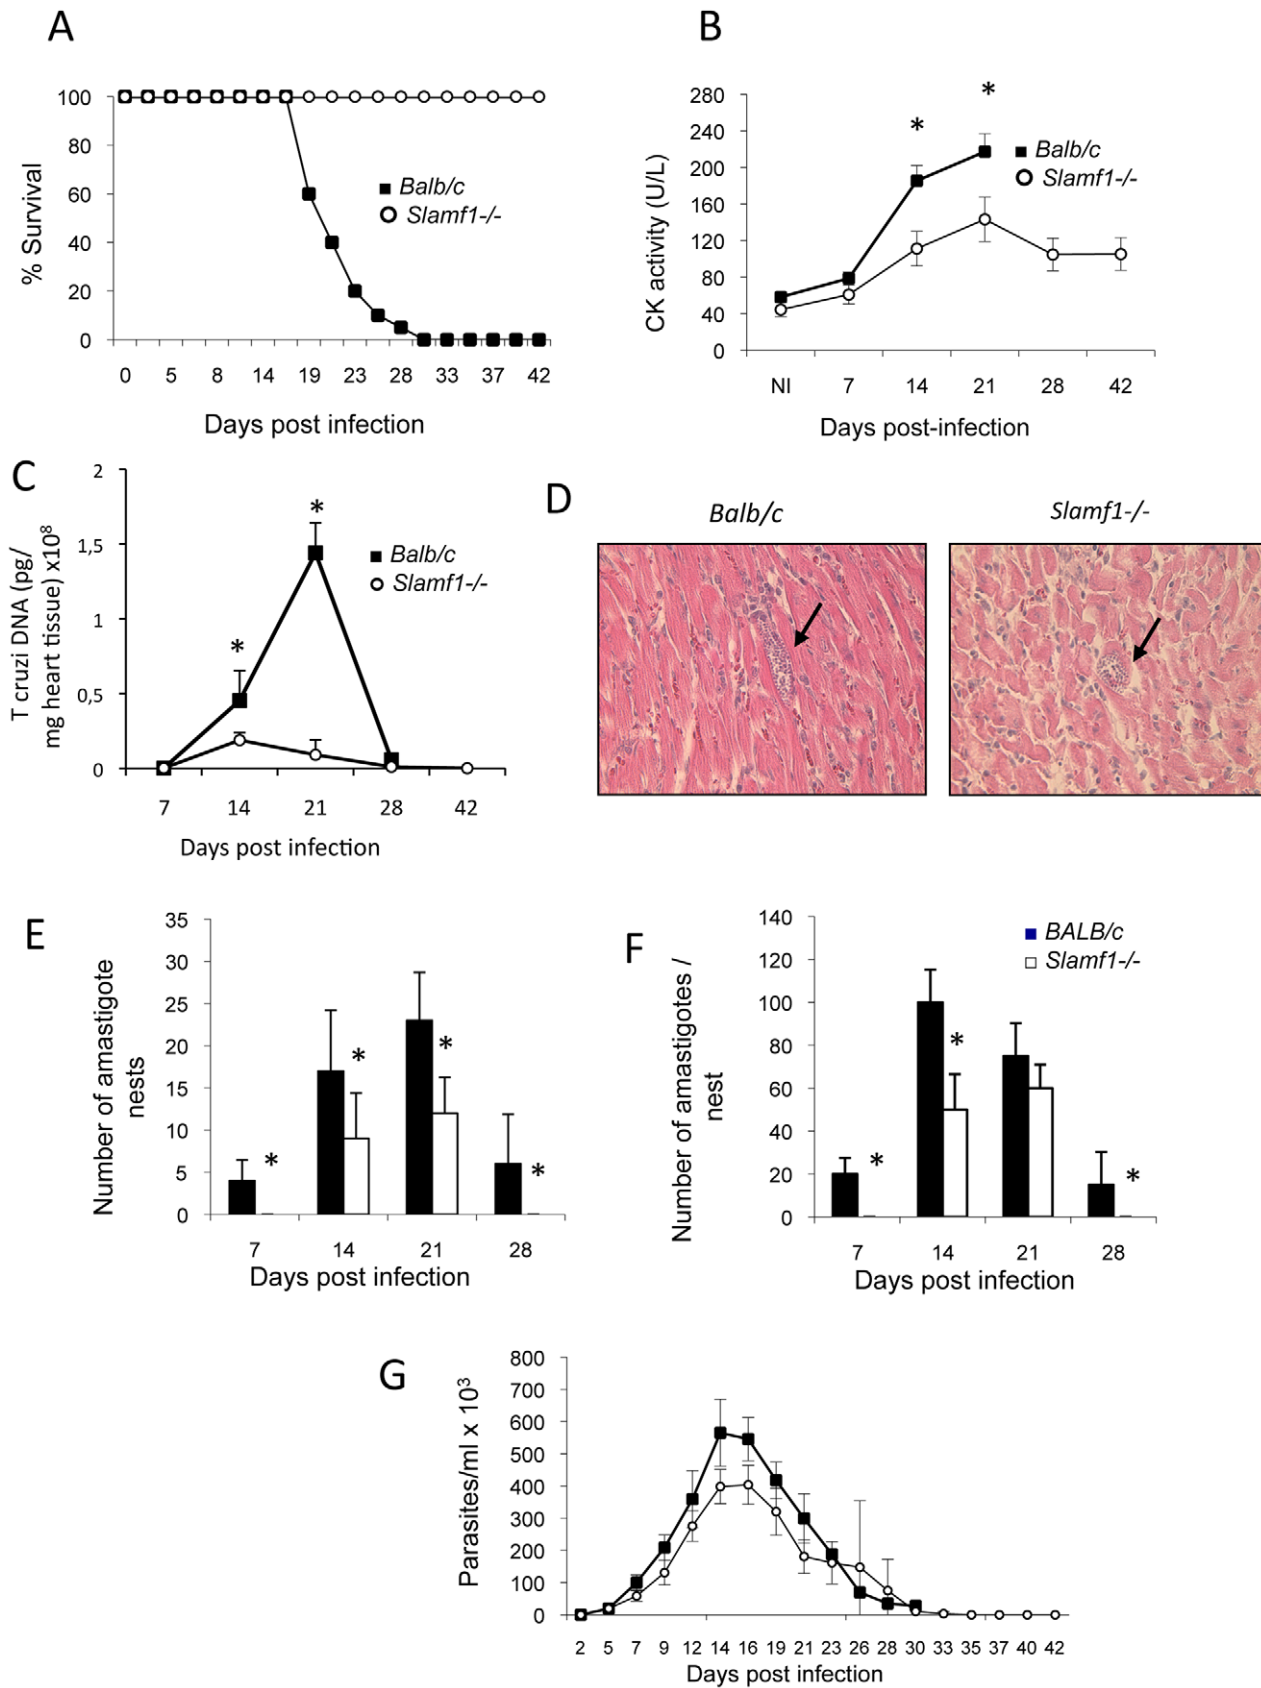 A
100
80
60
40
20
0
% Survival
Balb/c
Slamf1-/-
0 5 8 14 19 23 28 33 37 42
Days post infection
B
280
240
200
160
120
80
40
0
CK activity (U/L)
*
*
Balb/c
Slamf1-/-
NI 7 14 21 28 42
Days post-infection
C
2
1,5
1
0,5
0
T cruzi DNA (pg/
mg heart tissue) x10⁸
*
*
Balb/c
Slamf1-/-
7 14 21 28 42
Days post infection
D
Balb/c
Slamf1-/-
E
35
30
25
20
15
10
5
0
Number of amastigote
nests
*
*
*
*
7 14 21 28
Days post infection
F
140
120
100
80
60
40
20
0
Number of amastigotes /
nest
BALB/c
Slamf1-/-
*
*
*
7 14 21 28
Days post infection
G
800
700
600
500
400
300
200
100
0
Parasites/ml x 10³
2 5 7 9 12 14 16 19 21 23 26 28 30 33 35 37 40 42
Days post infection